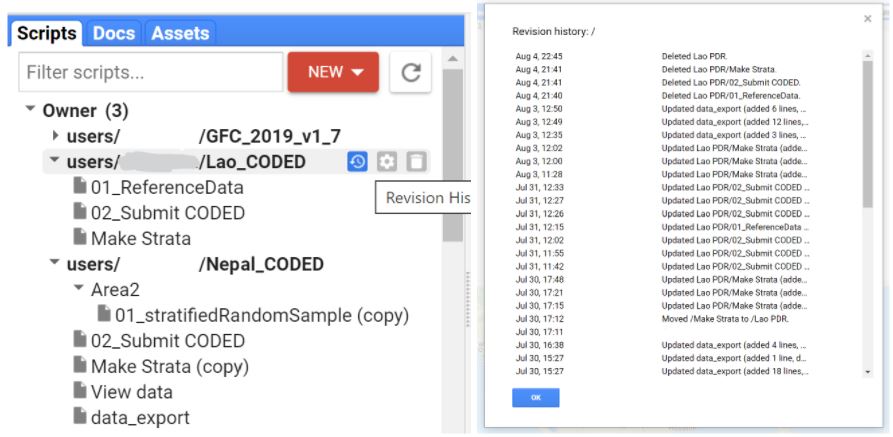 Scripts Docs Assets
Filter scripts...
NEW
Owner (3)
users/ /GFC_2019_v1_7
users/ /Lao_CODED
01_ReferenceData
Revision His
02_Submit CODED
Make Strata
users/ /Nepal_CODED
Area2
01_stratifiedRandomSample (copy)
02_Submit CODED
Make Strata (copy)
View data
data_export
Revision history: /
Aug 4, 22:45 Deleted Lao PDR.
Aug 4, 21:41 Deleted Lao PDR/Make Strata.
Aug 4, 21:41 Deleted Lao PDR/02_Submit CODED.
Aug 4, 21:40 Deleted Lao PDR/01_ReferenceData.
Aug 3, 12:50 Updated data_export (added 6 lines, ...
Aug 3, 12:49 Updated data_export (added 12 lines,...
Aug 3, 12:35 Updated data_export (added 3 lines, ...
Aug 3, 12:02 Updated Lao PDR/Make Strata (adde...
Aug 3, 12:00 Updated Lao PDR/Make Strata (adde...
Aug 3, 11:28 Updated Lao PDR/Make Strata (adde...
Jul 31, 12:33 Updated Lao PDR/02_Submit CODED ...
Jul 31, 12:27 Updated Lao PDR/02_Submit CODED ...
Jul 31, 12:26 Updated Lao PDR/02_Submit CODED ...
Jul 31, 12:15 Updated Lao PDR/01_ReferenceData ...
Jul 31, 12:02 Updated Lao PDR/02_Submit CODED ...
Jul 31, 11:55 Updated Lao PDR/02_Submit CODED ...
Jul 31, 11:42 Updated Lao PDR/02_Submit CODED ...
Jul 30, 17:48 Updated Lao PDR/Make Strata (adde...
Jul 30, 17:21 Updated Lao PDR/Make Strata (adde...
Jul 30, 17:15 Updated Lao PDR/Make Strata (adde...
Jul 30, 17:12 Moved /Make Strata to /Lao PDR.
Jul 30, 17:11
Jul 30, 16:38 Updated data_export (added 4 lines, ...
Jul 30, 15:27 Updated data_export (added 1 line, d...
Jul 30, 15:27 Updated data_export (added 18 lines,...
OK